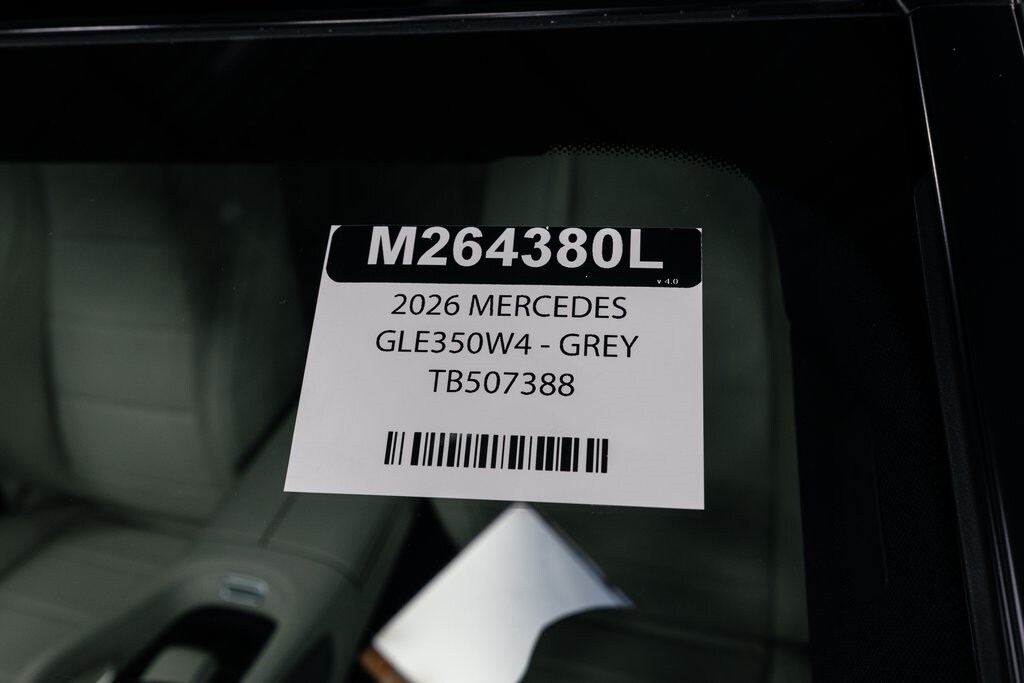 M264380L
v 4.0
2026 MERCEDES
GLE350W4 - GREY
TB507388